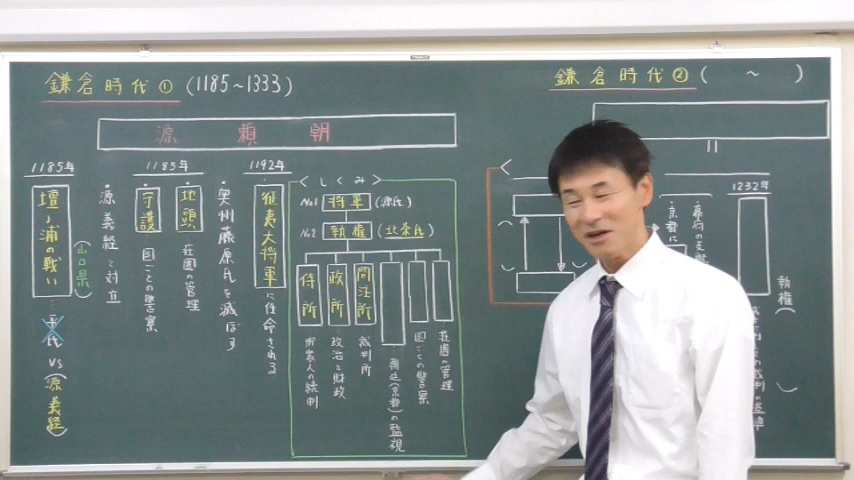 鎌倉時代① (1185~1333)
源頼朝
1185年
壇ノ浦の戦い
(山口県)
平氏 VS (源義経)
・源義経と対立
1185年
守護
国ごとの警察
地頭
荘園の管理
・奥州藤原氏を滅ぼす
1192年
・征夷大将軍に任命される
<しくみ>
No1 将軍 (源氏)
No2 執権 (北条氏)
侍所
御家人の統制
政所
政治と財政
問注所
裁判所
朝廷(京都)の監視
国ごとの警察
荘園の管理
鎌倉時代② ( ~ )
<
・京都に
1232年
執権( )